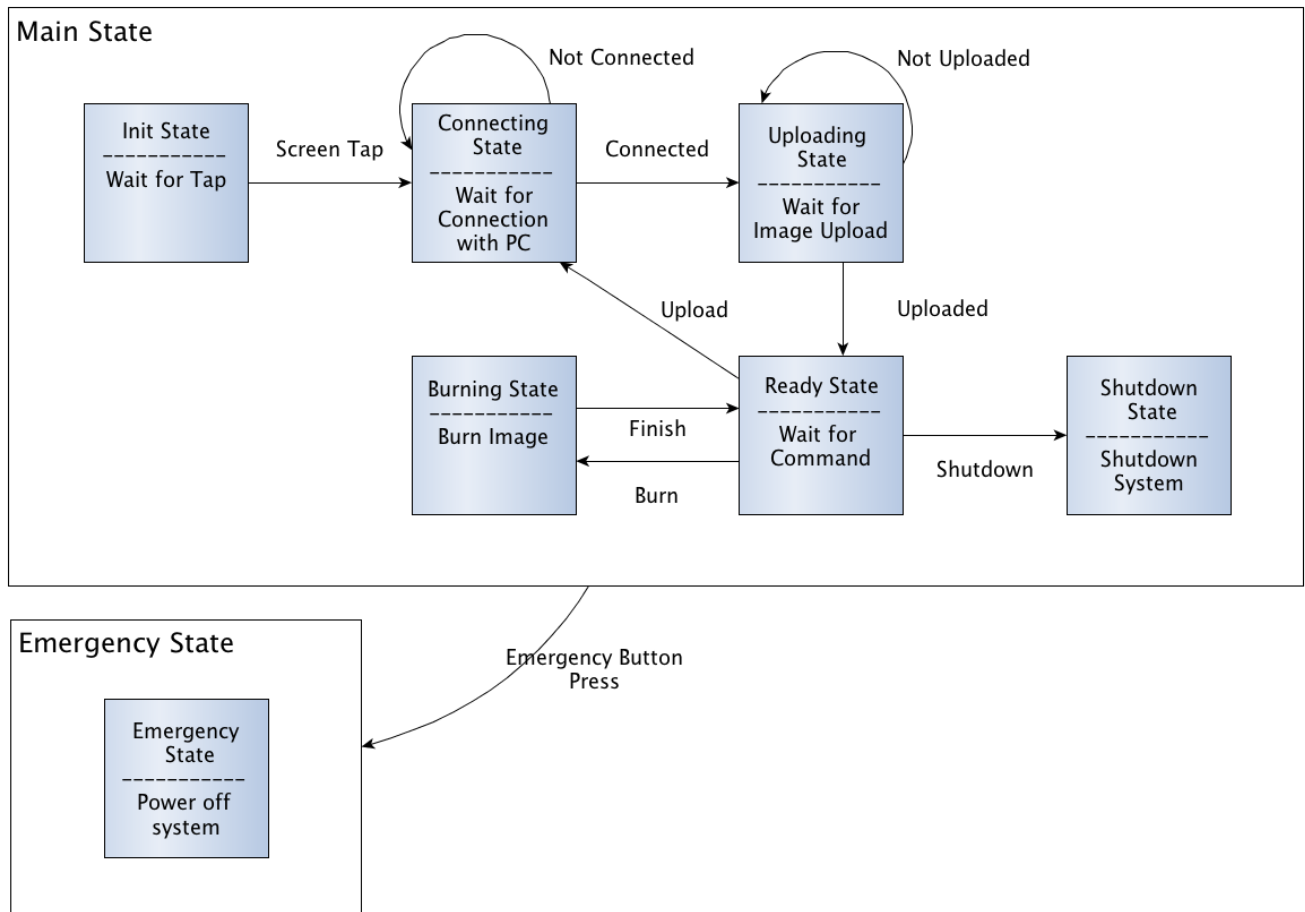 Main State
Not Connected
Not Uploaded
Init State
-----------
Wait for Tap
Screen Tap
Connecting
State
-----------
Wait for
Connection
with PC
Connected
Uploading
State
-----------
Wait for
Image Upload
Upload
Uploaded
Burning State
-----------
Burn Image
Finish
Burn
Ready State
-----------
Wait for
Command
Shutdown
Shutdown
State
-----------
Shutdown
System
Emergency State
Emergency Button
Press
Emergency
State
-----------
Power off
system